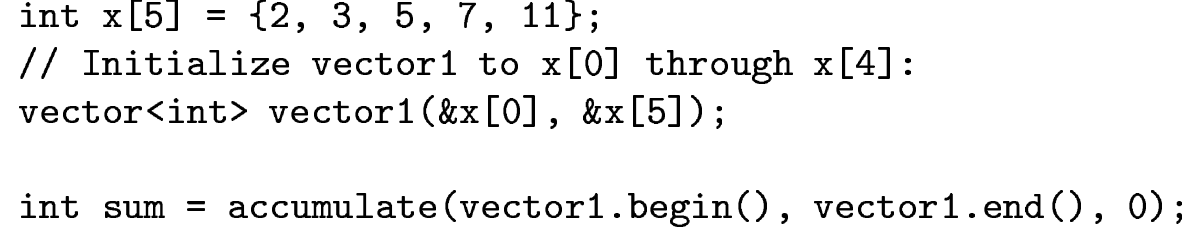 int x[5] = {2, 3, 5, 7, 11};
// Initialize vector1 to x[0] through x[4]:
vector<int> vector1(&x[0], &x[5]);
int sum = accumulate(vector1.begin(), vector1.end(), 0);